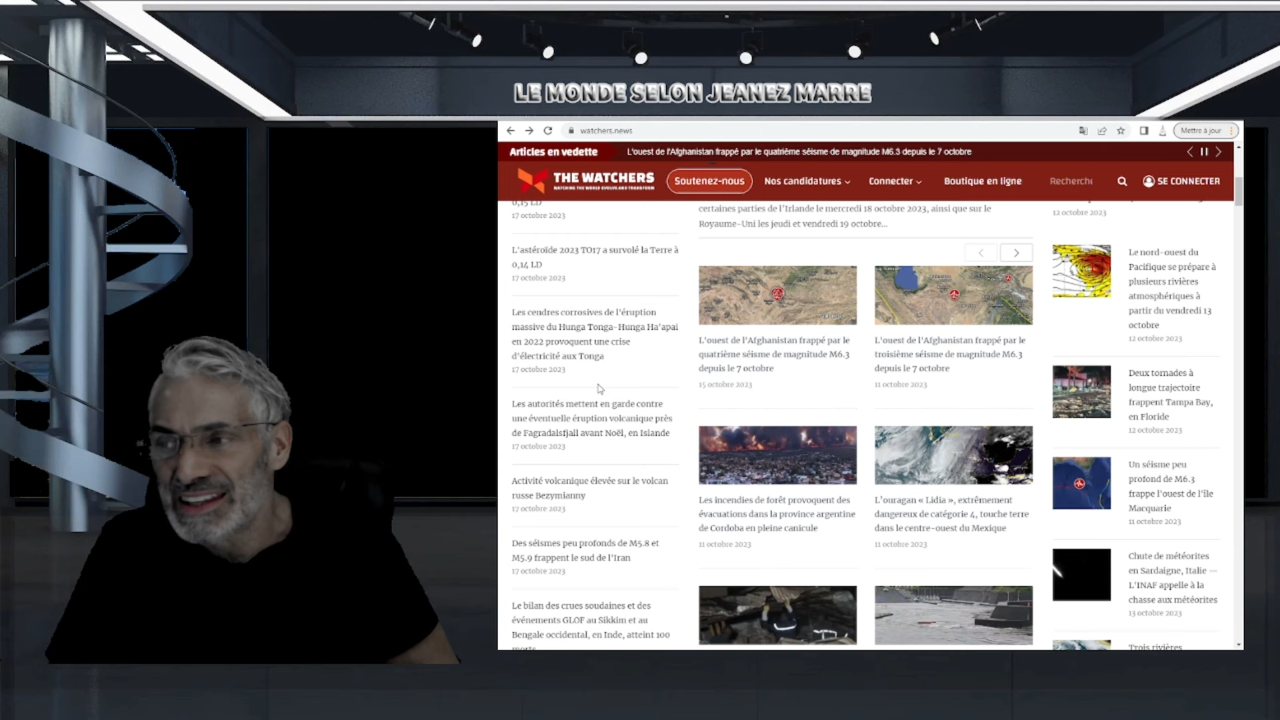 LE MONDE SELON JEANEZ MARRE
watchers.news
Mettre à jour
Articles en vedette
L'ouest de l'Afghanistan frappé par le quatrième séisme de magnitude M6.3 depuis le 7 octobre
THE WATCHERS
WATCHING THE WORLD EVOLVE AND TRANSFORM
Soutenez-nous
Nos candidatures
Connecter
Boutique en ligne
Recherche
SE CONNECTER
0,15 LD
17 octobre 2023
L'astéroïde 2023 TO17 a survolé la Terre à
0,14 LD
17 octobre 2023
Les cendres corrosives de l'éruption
massive du Hunga Tonga-Hunga Ha'apai
en 2022 provoquent une crise
d'électricité aux Tonga
17 octobre 2023
Les autorités mettent en garde contre
une éventuelle éruption volcanique près
de Fagradalsfjall avant Noël, en Islande
17 octobre 2023
Activité volcanique élevée sur le volcan
russe Bezymianny
17 octobre 2023
Des séismes peu profonds de M5.8 et
M5.9 frappent le sud de l'Iran
17 octobre 2023
Le bilan des crues soudaines et des
événements GLOF au Sikkim et au
Bengale occidental, en Inde, atteint 100
morts
certaines parties de l'Irlande le mercredi 18 octobre 2023, ainsi que sur le
Royaume-Uni les jeudi et vendredi 19 octobre...
L'ouest de l'Afghanistan frappé par le
quatrième séisme de magnitude M6.3
depuis le 7 octobre
15 octobre 2023
L'ouest de l'Afghanistan frappé par le
troisième séisme de magnitude M6.3
depuis le 7 octobre
11 octobre 2023
Les incendies de forêt provoquent des
évacuations dans la province argentine
de Cordoba en pleine canicule
11 octobre 2023
L'ouragan « Lidia », extrêmement
dangereux de catégorie 4, touche terre
dans le centre-ouest du Mexique
11 octobre 2023
12 octobre 2023
Le nord-ouest du
Pacifique se prépare à
plusieurs rivières
atmosphériques à
partir du vendredi 13
octobre
12 octobre 2023
Deux tornades à
longue trajectoire
frappent Tampa Bay,
en Floride
12 octobre 2023
Un séisme peu
profond de M6.3
frappe l'ouest de l'île
Macquarie
11 octobre 2023
Chute de météorites
en Sardaigne, Italie —
L'INAF appelle à la
chasse aux météorites
13 octobre 2023
Trois rivières